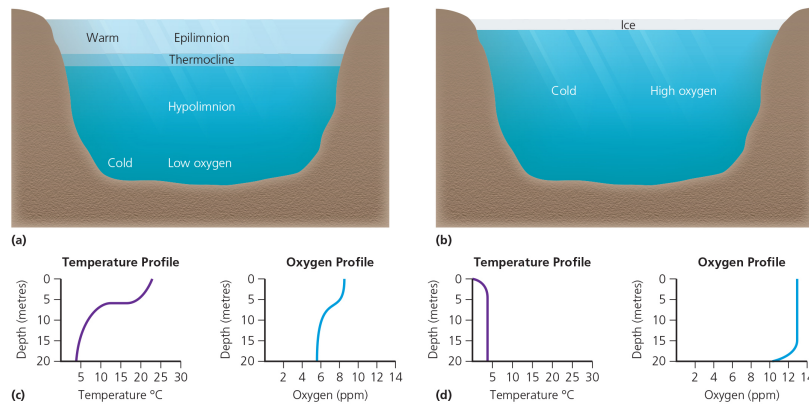 Warm Epilimnion
Thermocline
Hypolimnion
Cold Low oxygen
(a)
Ice
Cold High oxygen
(b)
Temperature Profile
Depth (metres)
0
5
10
15
20
5 10 15 20 25 30
Temperature ºC
(c)
Oxygen Profile
Depth (metres)
0
5
10
15
20
2 4 6 8 10 12 14
Oxygen (ppm)
Temperature Profile
Depth (metres)
0
5
10
15
20
5 10 15 20 25 30
Temperature ºC
(d)
Oxygen Profile
Depth (metres)
0
5
10
15
20
2 4 6 8 10 12 14
Oxygen (ppm)